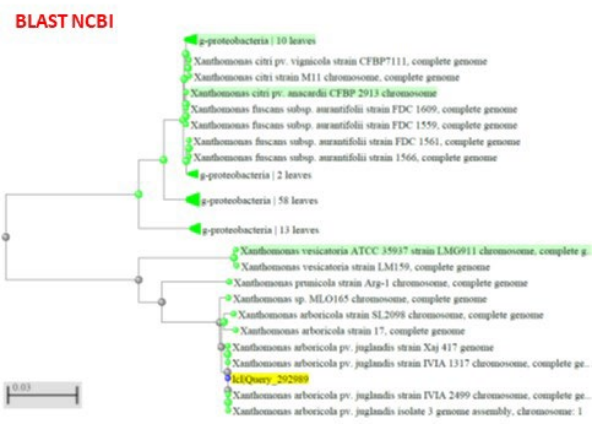 BLAST NCBI
g-proteobacteria | 10 leaves
Xanthomonas citri pv. vignicola strain CFBP7111, complete genome
Xanthomonas citri strain M11 chromosome, complete genome
Xanthomonas citri pv. anacardii CFBP 2913 chromosome
Xanthomonas fuscans subsp. aurantifolii strain FDC 1609, complete genome
Xanthomonas fuscans subsp. aurantifolii strain FDC 1559, complete genome
Xanthomonas fuscans subsp. aurantifolii strain FDC 1561, complete genome
Xanthomonas fuscans subsp. aurantifolii strain 1566, complete genome
g-proteobacteria | 2 leaves
g-proteobacteria | 58 leaves
g-proteobacteria | 13 leaves
Xanthomonas vesicatoria ATCC 35937 strain LMG911 chromosome, complete g.
Xanthomonas vesicatoria strain LM159, complete genome
Xanthomonas prunicola strain Arg-1 chromosome, complete genome
Xanthomonas sp. MLO165 chromosome, complete genome
Xanthomonas arboricola strain SL2098 chromosome, complete genome
Xanthomonas arboricola strain 17, complete genome
Xanthomonas arboricola pv. juglandis strain Xaj 417 genome
Xanthomonas arboricola pv. juglandis strain IVIA 1317 chromosome, complete ge..
lcl|Query_292989
Xanthomonas arboricola pv. juglandis strain IVIA 2499 chromosome, complete ge..
Xanthomonas arboricola pv. juglandis isolate 3 genome assembly, chromosome: 1
0.03